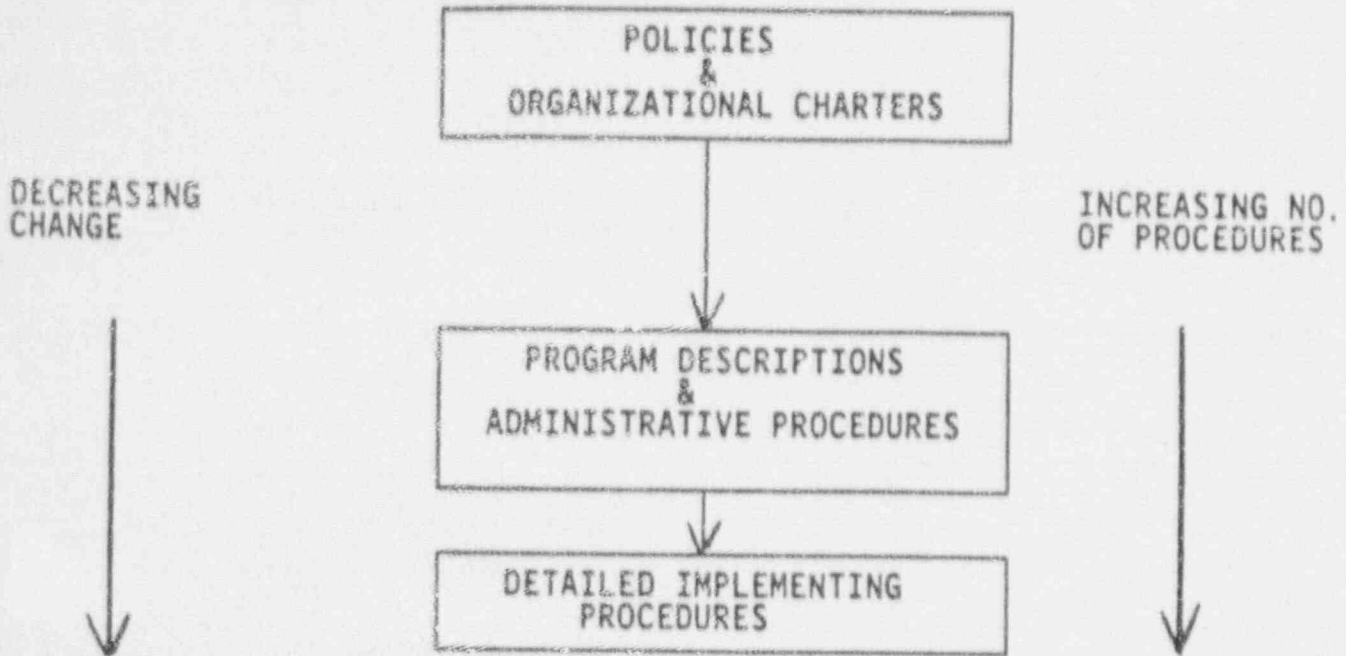 POLICIES
&
ORGANIZATIONAL CHARTERS
DECREASING
CHANGE
INCREASING NO.
OF PROCEDURES
PROGRAM DESCRIPTIONS
&
ADMINISTRATIVE PROCEDURES
DETAILED IMPLEMENTING
PROCEDURES